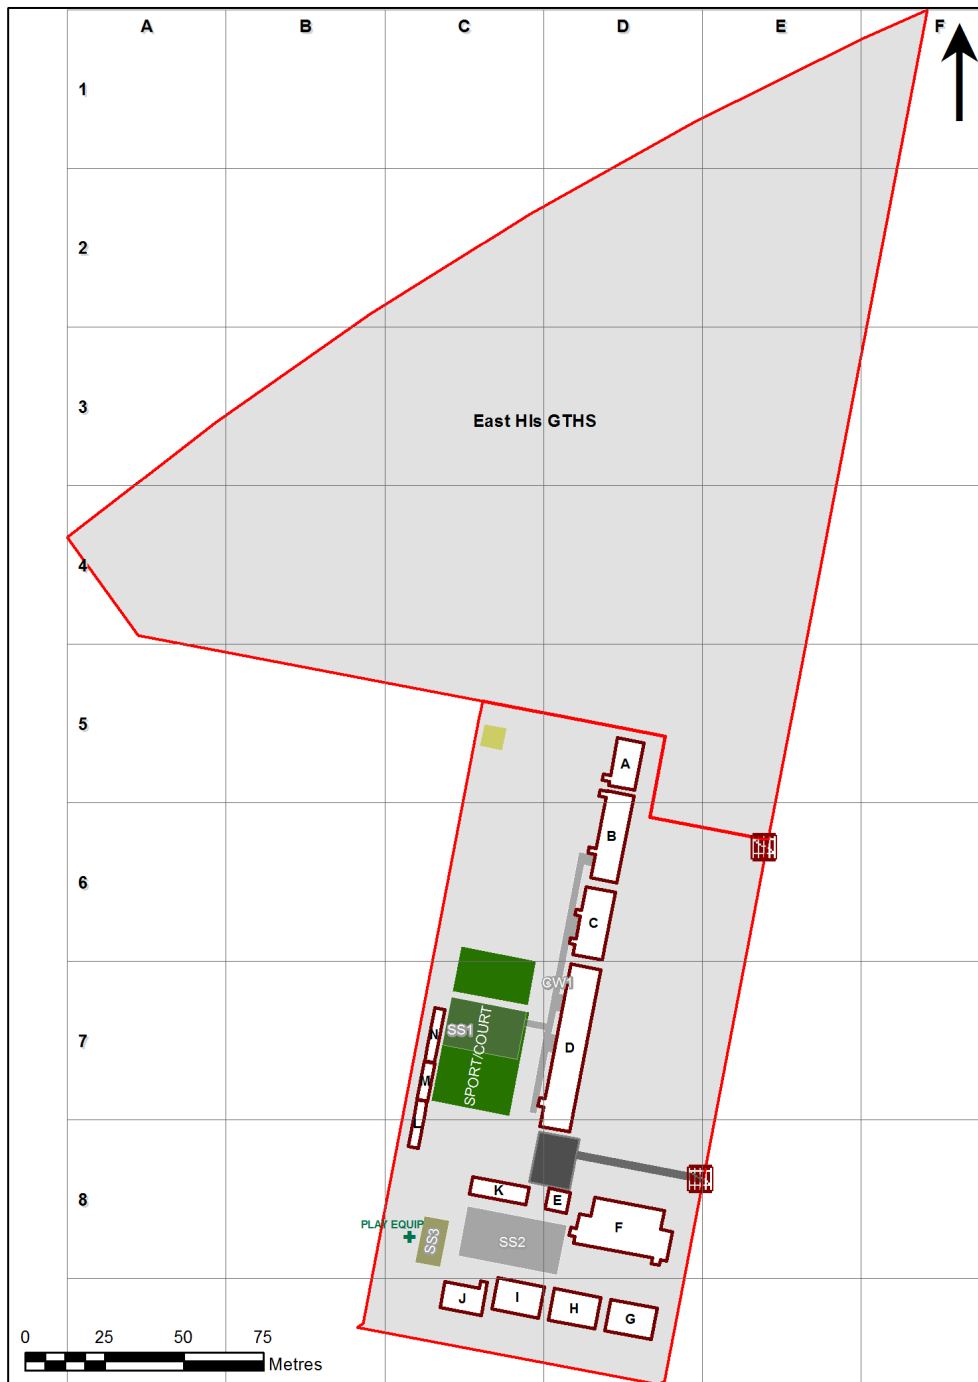 A B C D E F
1
2
3
East Hls GTHS
4
5
A
B
6
C
CW1
7
SS1
SPORT/COURT
N
D
M
L
8
K
E
PLAY EQUIP
SS3
SS2
F
J
I
H
G
0 25 50 75
Metres